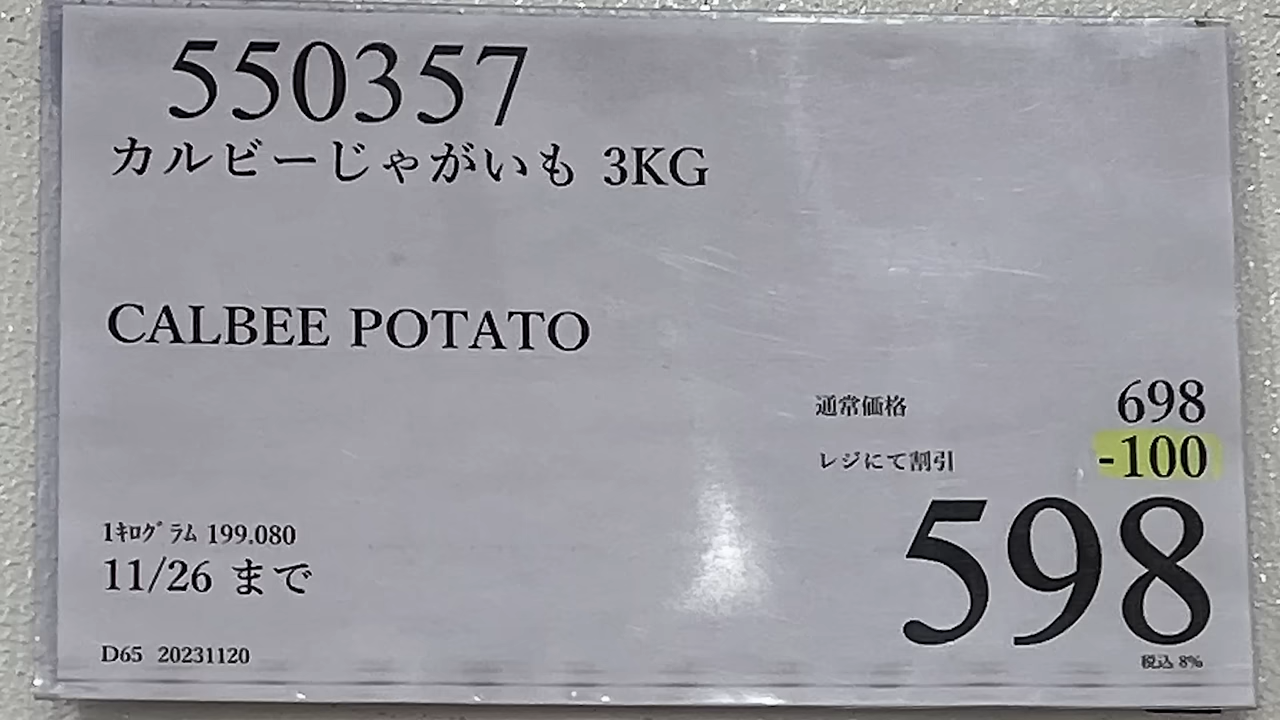 550357
カルビーじゃがいも 3KG
CALBEE POTATO
通常価格 698
レジにて割引 -100
598
1ｷﾛｸﾞﾗﾑ 199.080
11/26 まで
税込 8%
D65 20231120